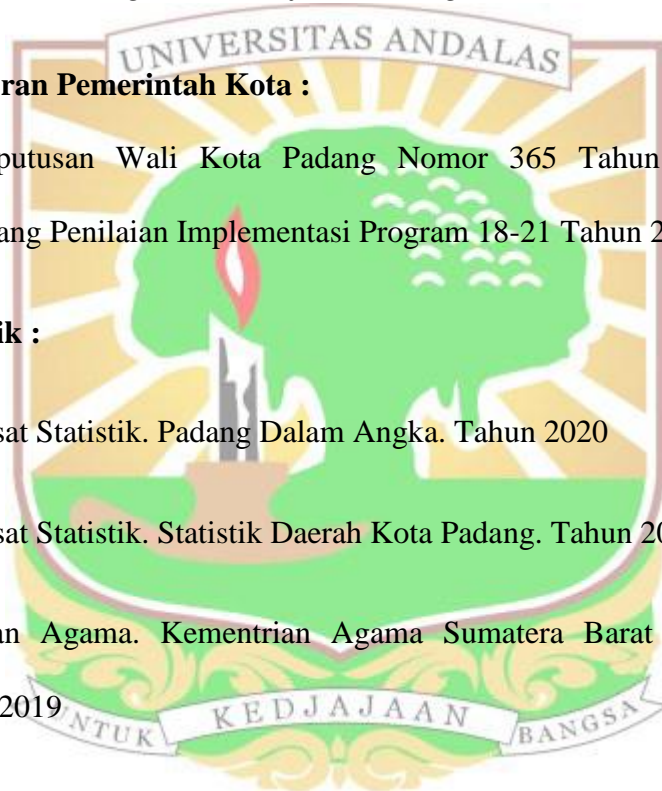 UNIVERSITAS ANDALAS
ran Pemerintah Kota :
putusan Wali Kota Padang Nomor 365 Tahun
ang Penilaian Implementasi Program 18-21 Tahun 2
ik :
sat Statistik. Padang Dalam Angka. Tahun 2020
sat Statistik. Statistik Daerah Kota Padang. Tahun 20
an Agama. Kementrian Agama Sumatera Barat
2019
UNTUK KEDJAJAAN BANGSA